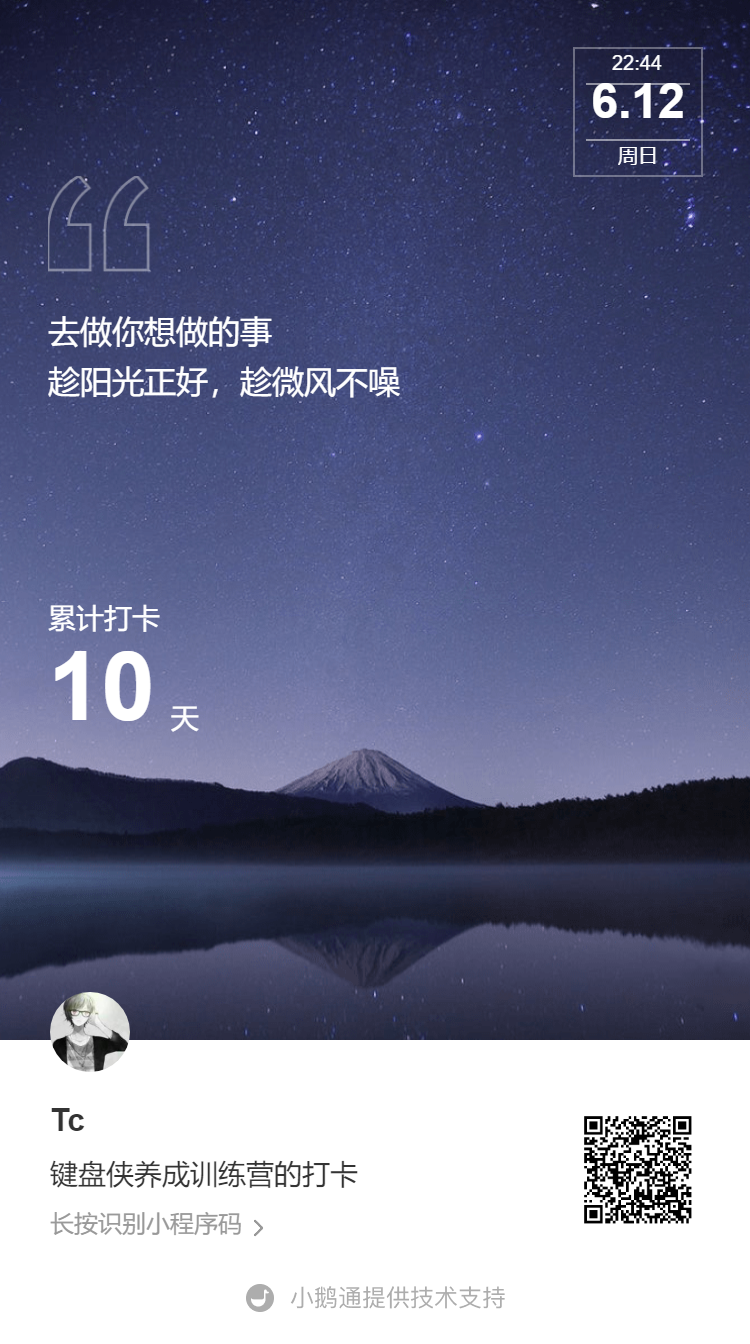 22:44
6.12
周日
去做你想做的事
趁阳光正好，趁微风不噪
累计打卡
10 天
Tc
键盘侠养成训练营的打卡
长按识别小程序码
小鹅通提供技术支持